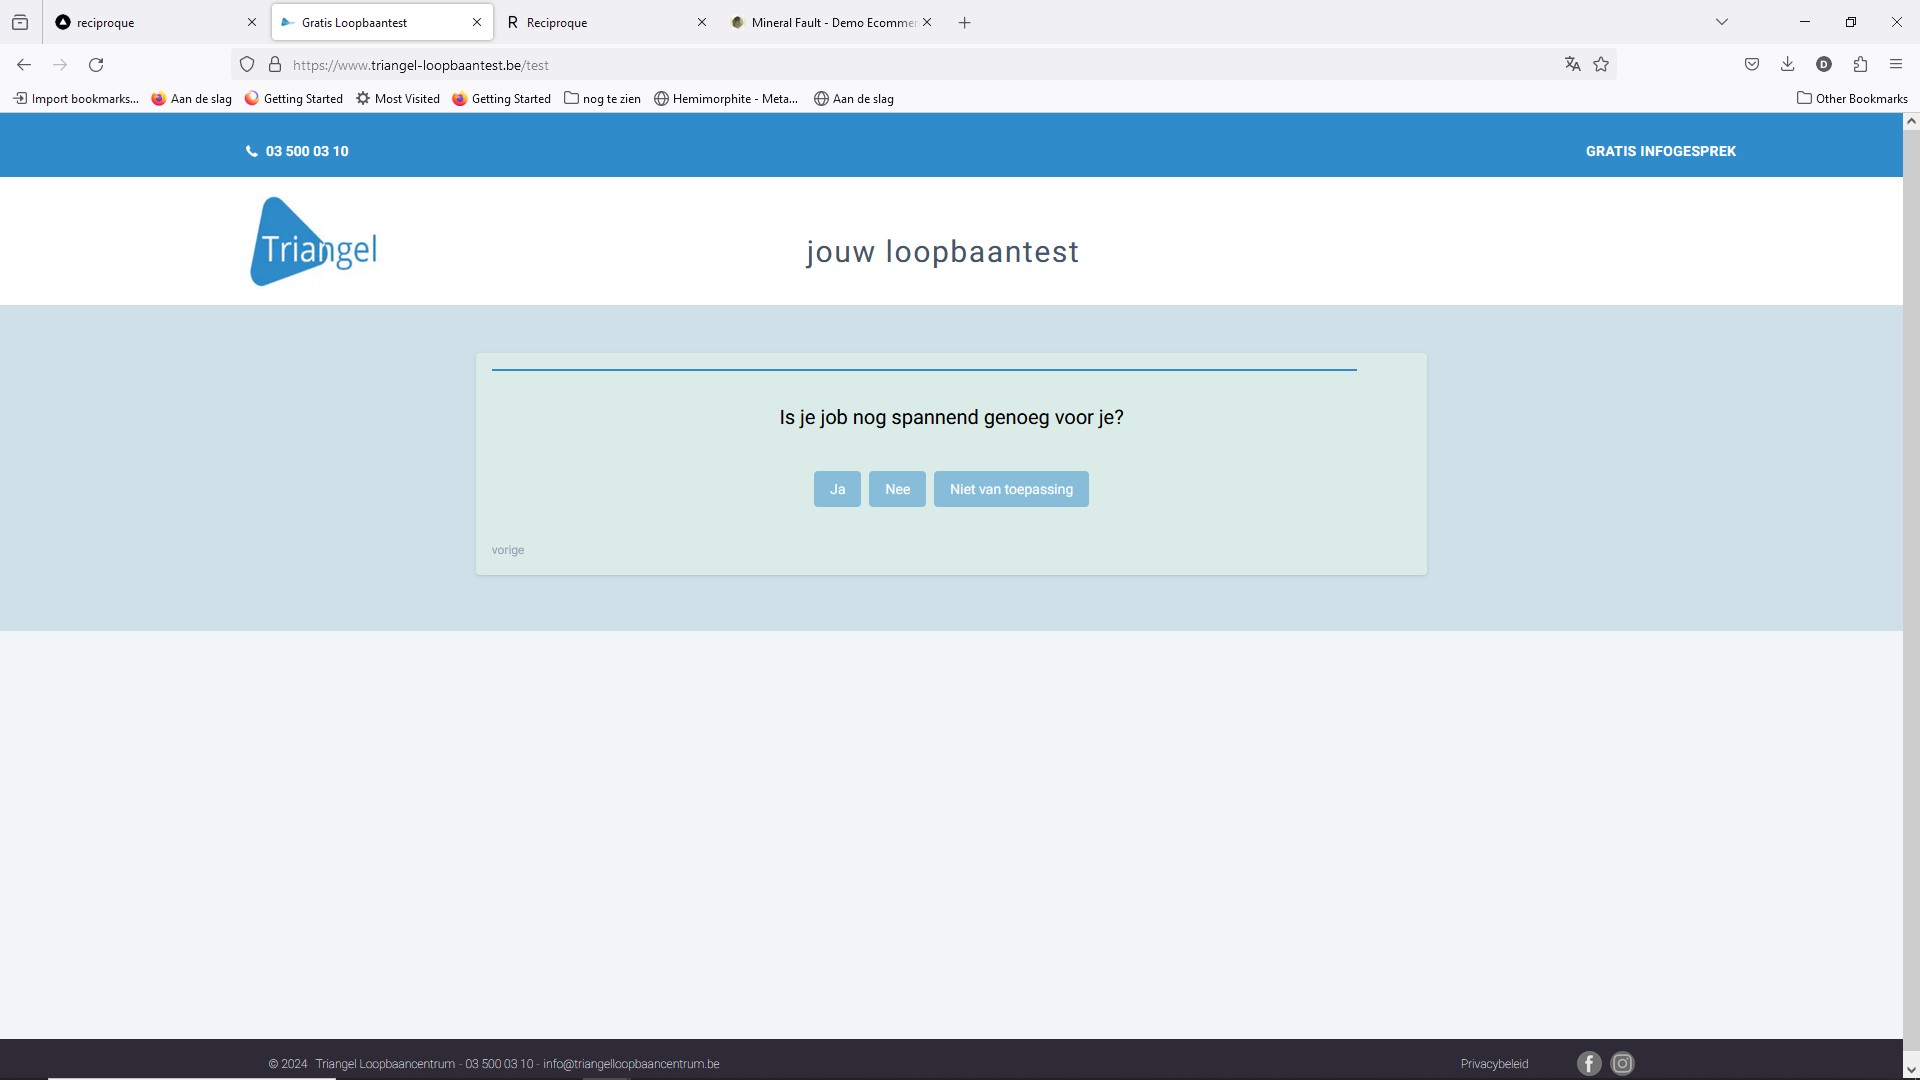 reciproque
Gratis Loopbaantest
R Reciproque
Mineral Fault - Demo Ecommer
https://www.triangel-loopbaantest.be/test
D
Import bookmarks...
Aan de slag
Getting Started
Most Visited
Getting Started
nog te zien
Hemimorphite - Meta...
Aan de slag
Other Bookmarks
03 500 03 10
GRATIS INFOGESPREK
Triangel
jouw loopbaantest
Is je job nog spannend genoeg voor je?
Ja
Nee
Niet van toepassing
vorige
© 2024 Triangel Loopbaancentrum - 03 500 03 10 - info@triangelloopbaancentrum.be
Privacybeleid